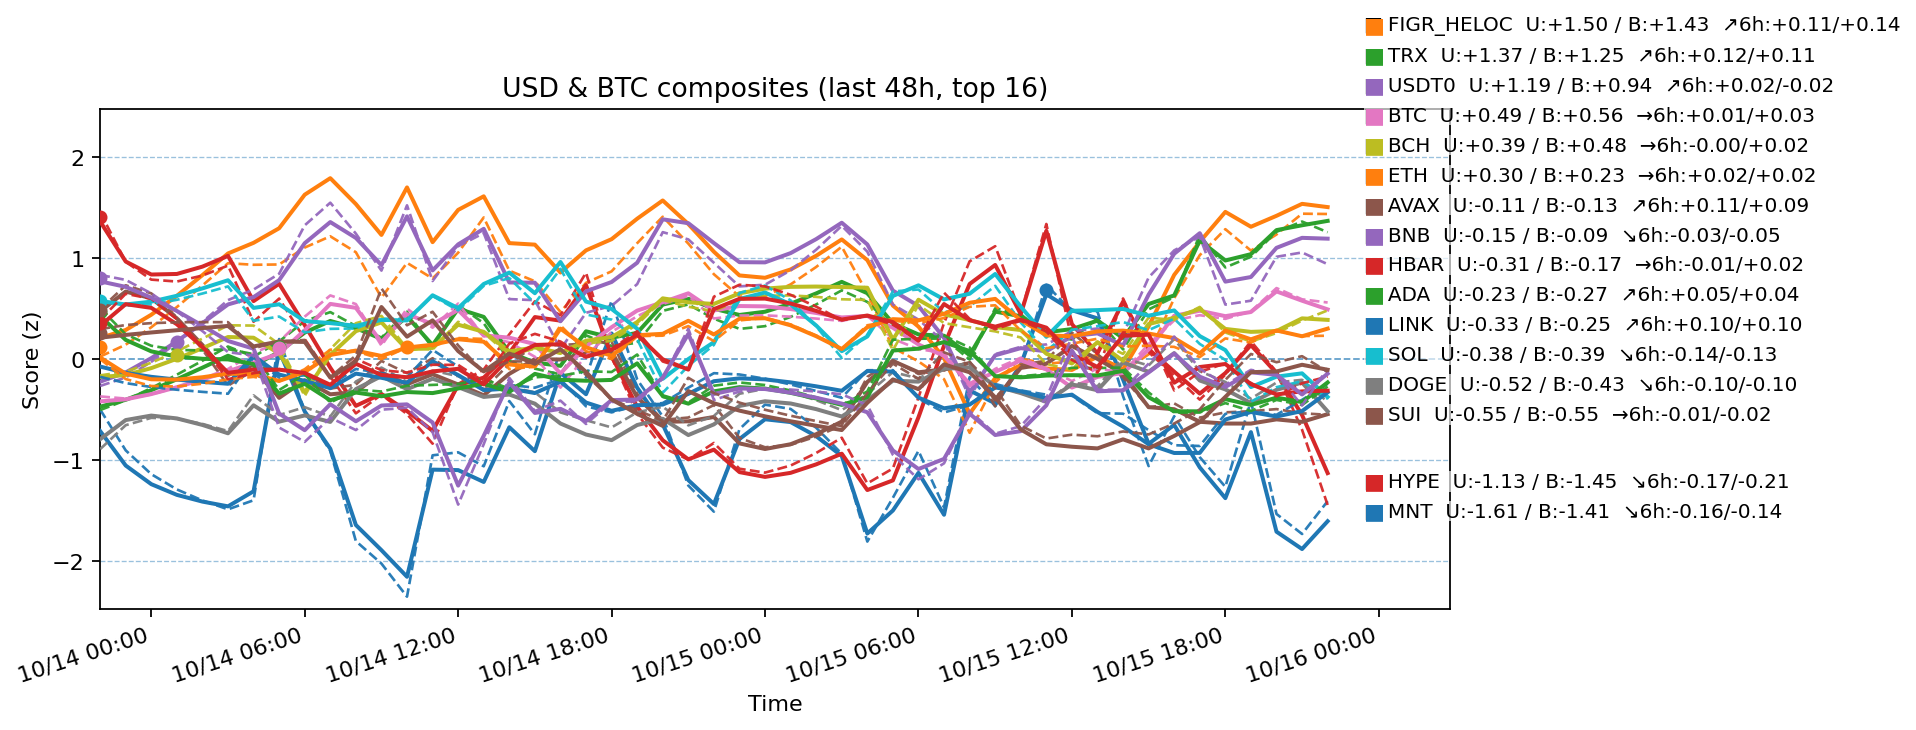 FIGR_HELOC U:+1.50 / B:+1.43 ↗6h:+0.11/+0.14
TRX U:+1.37 / B:+1.25 ↗6h:+0.12/+0.11
USD & BTC composites (last 48h, top 16)
USDT0 U:+1.19 / B:+0.94 ↗6h:+0.02/-0.02
BTC U:+0.49 / B:+0.56 →6h:+0.01/+0.03
BCH U:+0.39 / B:+0.48 →6h:-0.00/+0.02
ETH U:+0.30 / B:+0.23 →6h:+0.02/+0.02
AVAX U:-0.11 / B:-0.13 ↗6h:+0.11/+0.09
BNB U:-0.15 / B:-0.09 ↘6h:-0.03/-0.05
HBAR U:-0.31 / B:-0.17 →6h:-0.01/+0.02
ADA U:-0.23 / B:-0.27 ↗6h:+0.05/+0.04
LINK U:-0.33 / B:-0.25 ↗6h:+0.10/+0.10
SOL U:-0.38 / B:-0.39 ↘6h:-0.14/-0.13
DOGE U:-0.52 / B:-0.43 ↘6h:-0.10/-0.10
SUI U:-0.55 / B:-0.55 →6h:-0.01/-0.02
HYPE U:-1.13 / B:-1.45 ↘6h:-0.17/-0.21
MNT U:-1.61 / B:-1.41 ↘6h:-0.16/-0.14
Score (z)
2
1
0
−1
−2
10/14 00:00
10/14 06:00
10/14 12:00
10/14 18:00
10/15 00:00
10/15 06:00
10/15 12:00
10/15 18:00
10/16 00:00
Time